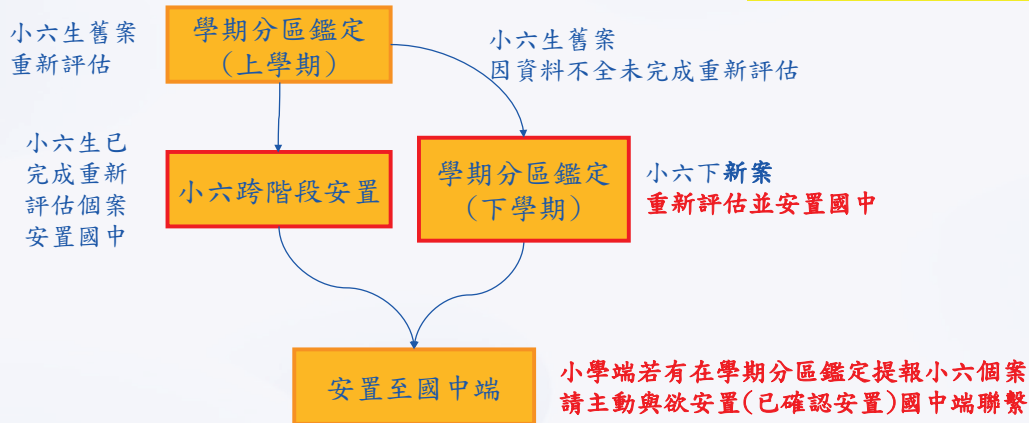 小六生舊案
重新評估
學期分區鑑定
(上學期)
小六生舊案
因資料不全未完成重新評估
小六生已
完成重新
評估個案
安置國中
小六跨階段安置
學期分區鑑定
(下學期)
小六下新案
重新評估並安置國中
安置至國中端
小學端若有在學期分區鑑定提報小六個案
請主動與欲安置(已確認安置)國中端聯繫